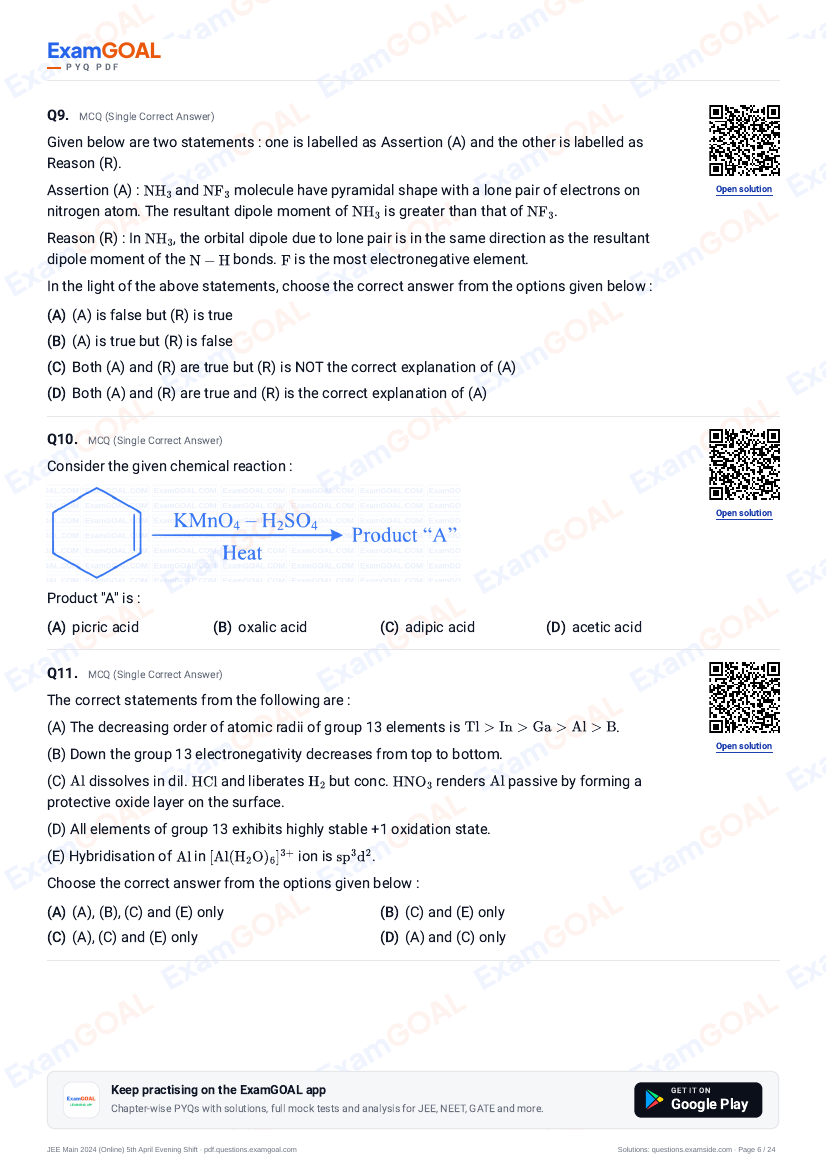 ExamGOAL
PYQ PDF
Q9. MCQ (Single Correct Answer)
Given below are two statements : one is labelled as Assertion (A) and the other is labelled as
Reason (R).
Open solution
Assertion (A) : NH₃ and NF₃ molecule have pyramidal shape with a lone pair of electrons on
nitrogen atom. The resultant dipole moment of NH₃ is greater than that of NF₃.
Reason (R) : In NH₃, the orbital dipole due to lone pair is in the same direction as the resultant
dipole moment of the N − H bonds. F is the most electronegative element.
In the light of the above statements, choose the correct answer from the options given below :
(A) (A) is false but (R) is true
(B) (A) is true but (R) is false
(C) Both (A) and (R) are true but (R) is NOT the correct explanation of (A)
(D) Both (A) and (R) are true and (R) is the correct explanation of (A)
Q10. MCQ (Single Correct Answer)
Consider the given chemical reaction :
Open solution
KMnO₄ – H₂SO₄
Heat
Product “A”
Product "A" is :
(A) picric acid (B) oxalic acid (C) adipic acid (D) acetic acid
Q11. MCQ (Single Correct Answer)
The correct statements from the following are :
Open solution
(A) The decreasing order of atomic radii of group 13 elements is Tl > In > Ga > Al > B.
(B) Down the group 13 electronegativity decreases from top to bottom.
(C) Al dissolves in dil. HCl and liberates H₂ but conc. HNO₃ renders Al passive by forming a
protective oxide layer on the surface.
(D) All elements of group 13 exhibits highly stable +1 oxidation state.
(E) Hybridisation of Al in [Al(H₂O)₆]³⁺ ion is sp³d².
Choose the correct answer from the options given below :
(A) (A), (B), (C) and (E) only (B) (C) and (E) only
(C) (A), (C) and (E) only (D) (A) and (C) only
Keep practising on the ExamGOAL app
Chapter-wise PYQs with solutions, full mock tests and analysis for JEE, NEET, GATE and more.
GET IT ON
Google Play
JEE Main 2024 (Online) 5th April Evening Shift · pdf.questions.examgoal.com Solutions: questions.examside.com · Page 6 / 24